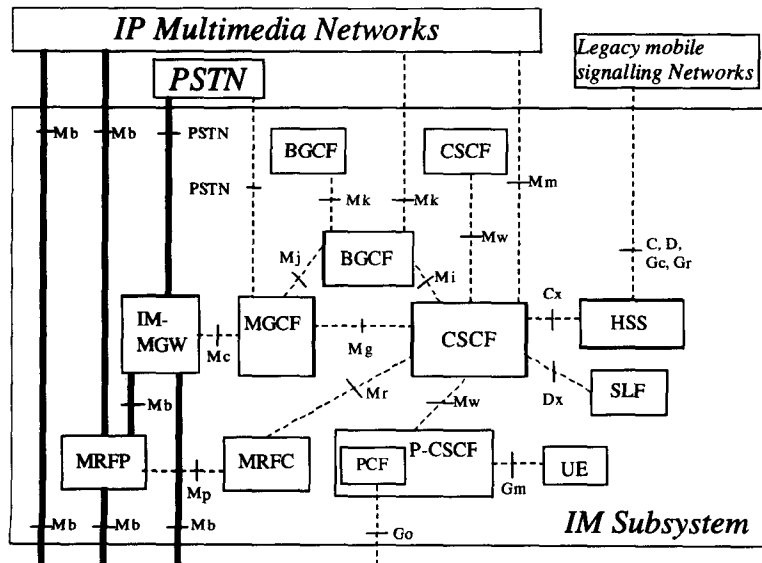 IP Multimedia Networks
PSTN
Legacy mobile
signalling Networks
Mb
Mb
PSTN
PSTN
BGCF
CSCF
Mm
Mk
Mk
Mw
C, D,
Gc, Gr
Mj
BGCF
Mi
IM-
MGW
Mc
MGCF
Mg
CSCF
Cx
HSS
Mr
Mw
Dx
SLF
Mb
MRFP
Mp
MRFC
P-CSCF
PCF
Gm
UE
Mb
Mb
Mb
Go
IM Subsystem